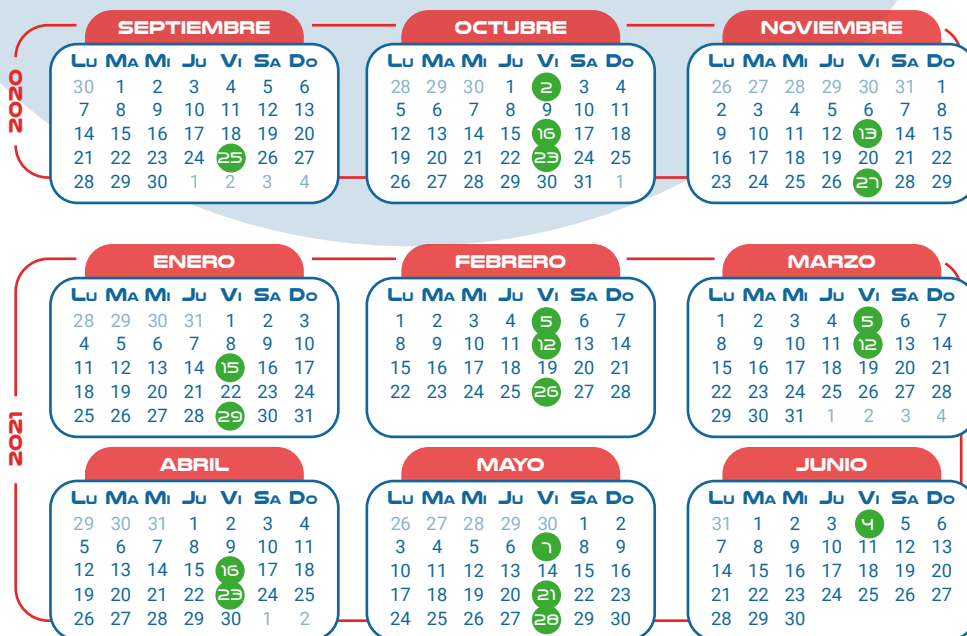 2020
SEPTIEMBRE
LU MA MI JU VI SA DO
30 1 2 3 4 5 6
7 8 9 10 11 12 13
14 15 16 17 18 19 20
21 22 23 24 25 26 27
28 29 30 1 2 3 4
OCTUBRE
LU MA MI JU VI SA DO
28 29 30 1 2 3 4
5 6 7 8 9 10 11
12 13 14 15 16 17 18
19 20 21 22 23 24 25
26 27 28 29 30 31 1
NOVIEMBRE
LU MA MI JU VI SA DO
26 27 28 29 30 31 1
2 3 4 5 6 7 8
9 10 11 12 13 14 15
16 17 18 19 20 21 22
23 24 25 26 27 28 29
2021
ENERO
LU MA MI JU VI SA DO
28 29 30 31 1 2 3
4 5 6 7 8 9 10
11 12 13 14 15 16 17
18 19 20 21 22 23 24
25 26 27 28 29 30 31
FEBRERO
LU MA MI JU VI SA DO
1 2 3 4 5 6 7
8 9 10 11 12 13 14
15 16 17 18 19 20 21
22 23 24 25 26 27 28
MARZO
LU MA MI JU VI SA DO
1 2 3 4 5 6 7
8 9 10 11 12 13 14
15 16 17 18 19 20 21
22 23 24 25 26 27 28
29 30 31 1 2 3 4
ABRIL
LU MA MI JU VI SA DO
29 30 31 1 2 3 4
5 6 7 8 9 10 11
12 13 14 15 16 17 18
19 20 21 22 23 24 25
26 27 28 29 30 1 2
MAYO
LU MA MI JU VI SA DO
26 27 28 29 30 1 2
3 4 5 6 7 8 9
10 11 12 13 14 15 16
17 18 19 20 21 22 23
24 25 26 27 28 29 30
JUNIO
LU MA MI JU VI SA DO
31 1 2 3 4 5 6
7 8 9 10 11 12 13
14 15 16 17 18 19 20
21 22 23 24 25 26 27
28 29 30